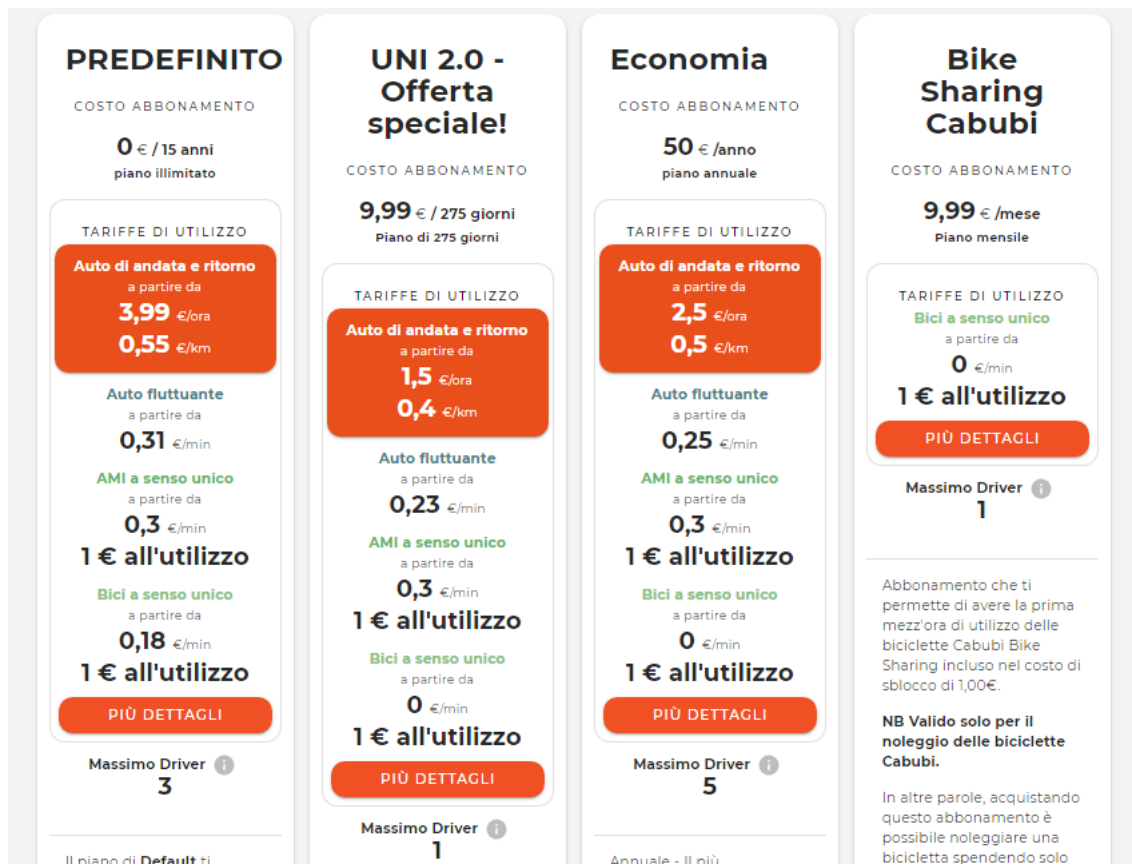 PREDEFINITO
COSTO ABBONAMENTO
0 € / 15 anni
piano illimitato
TARIFFE DI UTILIZZO
Auto di andata e ritorno
a partire da
3,99 €/ora
0,55 €/km
Auto fluttuante
a partire da
0,31 €/min
AMI a senso unico
a partire da
0,3 €/min
1 € all'utilizzo
Bici a senso unico
a partire da
0,18 €/min
1 € all'utilizzo
PIÙ DETTAGLI
Massimo Driver i
3
Il piano di Default ti
UNI 2.0 -
Offerta
speciale!
COSTO ABBONAMENTO
9,99 € / 275 giorni
Piano di 275 giorni
TARIFFE DI UTILIZZO
Auto di andata e ritorno
a partire da
1,5 €/ora
0,4 €/km
Auto fluttuante
a partire da
0,23 €/min
AMI a senso unico
a partire da
0,3 €/min
1 € all'utilizzo
Bici a senso unico
a partire da
0 €/min
1 € all'utilizzo
PIÙ DETTAGLI
Massimo Driver i
1
Economia
COSTO ABBONAMENTO
50 € /anno
piano annuale
TARIFFE DI UTILIZZO
Auto di andata e ritorno
a partire da
2,5 €/ora
0,5 €/km
Auto fluttuante
a partire da
0,25 €/min
AMI a senso unico
a partire da
0,3 €/min
1 € all'utilizzo
Bici a senso unico
a partire da
0 €/min
1 € all'utilizzo
PIÙ DETTAGLI
Massimo Driver i
5
Annuale - Il più
Bike
Sharing
Cabubi
COSTO ABBONAMENTO
9,99 € /mese
Piano mensile
TARIFFE DI UTILIZZO
Bici a senso unico
a partire da
0 €/min
1 € all'utilizzo
PIÙ DETTAGLI
Massimo Driver i
1
Abbonamento che ti
permette di avere la prima
mezz'ora di utilizzo delle
biciclette Cabubi Bike
Sharing incluso nel costo di
sblocco di 1,00€.
NB Valido solo per il
noleggio delle biciclette
Cabubi.
In altre parole, acquistando
questo abbonamento è
possibile noleggiare una
bicicletta spendendo solo